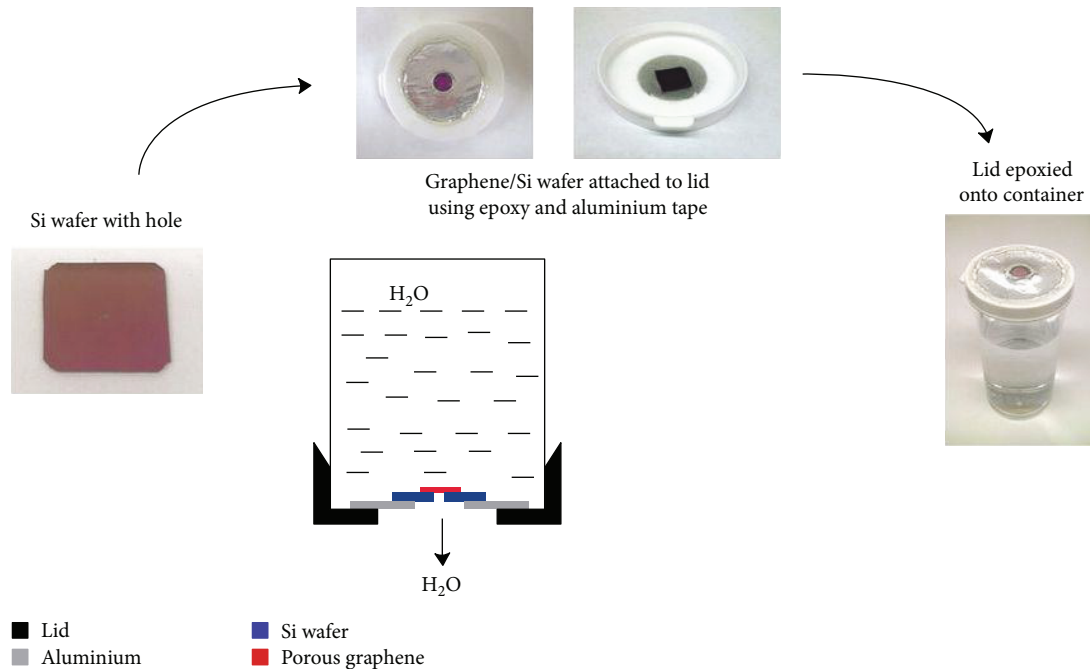 Graphene/Si wafer attached to lid
using epoxy and aluminium tape
Lid epoxied
onto container
Si wafer with hole
H₂O
H₂O
Lid
Aluminium
Si wafer
Porous graphene